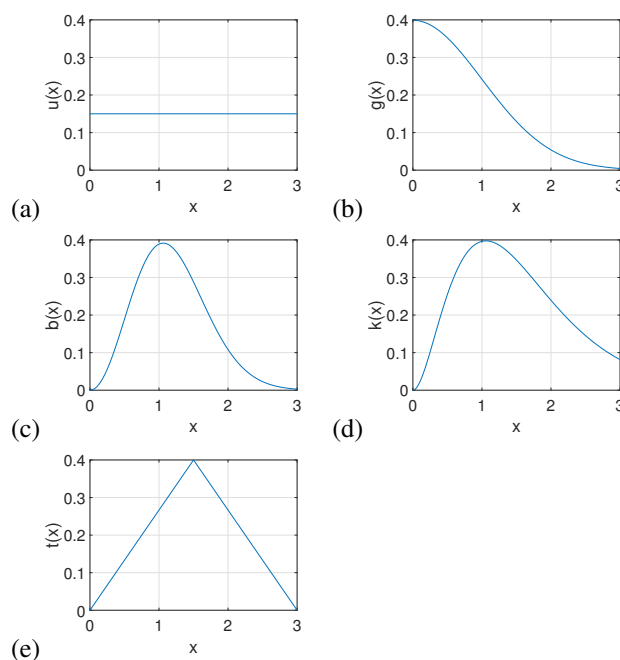 0.4 0.4
0.3 0.3
u(x) 0.2 g(x) 0.2
0.1 0.1
0 0
0 1 2 3 0 1 2 3
(a) x (b) x
0.4 0.4
0.3 0.3
b(x) 0.2 k(x) 0.2
0.1 0.1
0 0
0 1 2 3 0 1 2 3
(c) x (d) x
0.4
0.3
t(x) 0.2
0.1
0
0 1 2 3
(e) x